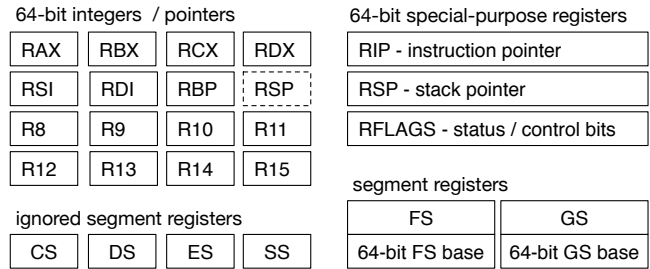 64-bit integers / pointers
RAX RBX RCX RDX
RSI RDI RBP RSP
R8 R9 R10 R11
R12 R13 R14 R15
ignored segment registers
CS DS ES SS
64-bit special-purpose registers
RIP - instruction pointer
RSP - stack pointer
RFLAGS - status / control bits
segment registers
FS GS
64-bit FS base 64-bit GS base